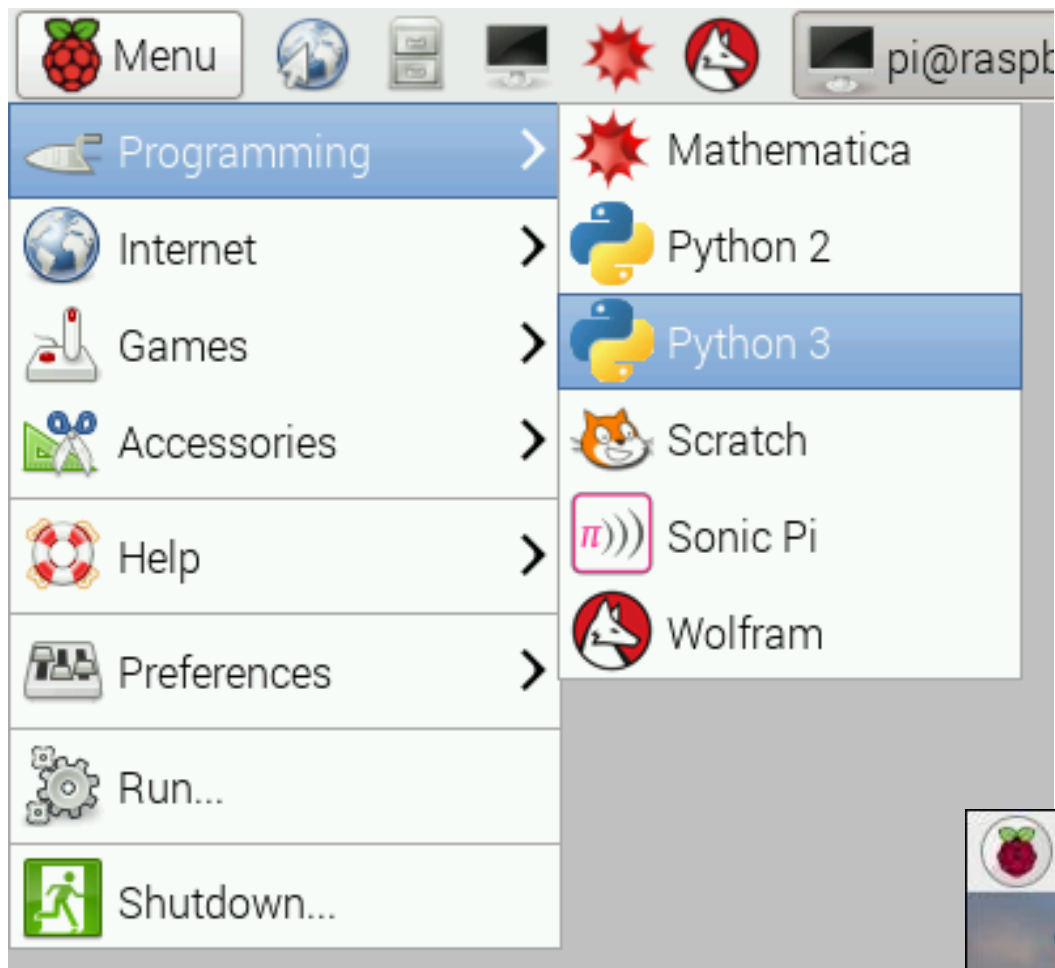 Menu
pi@raspb
Programming
Internet
Games
Accessories
Help
Preferences
Run...
Shutdown...
Mathematica
Python 2
Python 3
Scratch
π)))
Sonic Pi
Wolfram